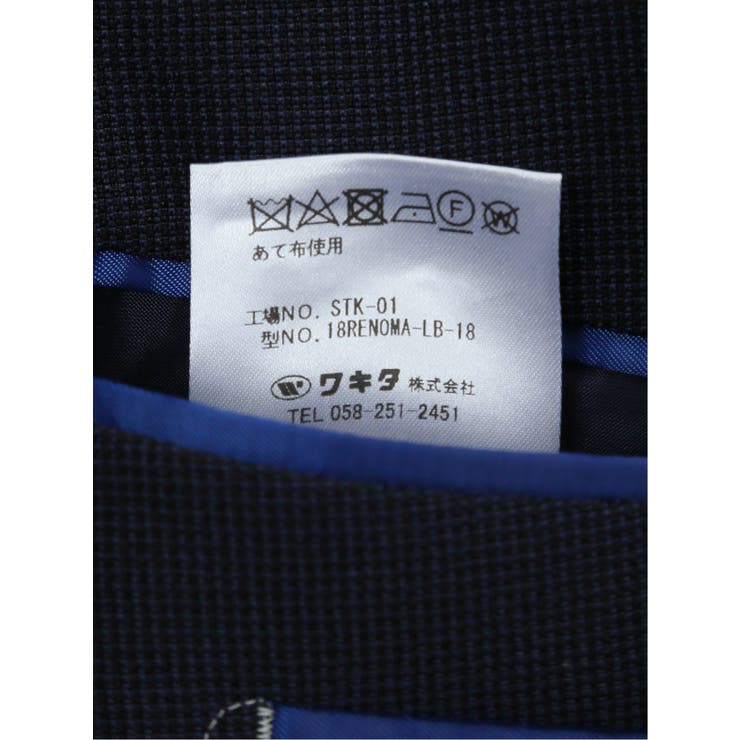 F W
あて布使用
工場NO. STK-01
型NO. 18RENOMA-LB-18
W ワキタ 株式会社
TEL 058-251-2451